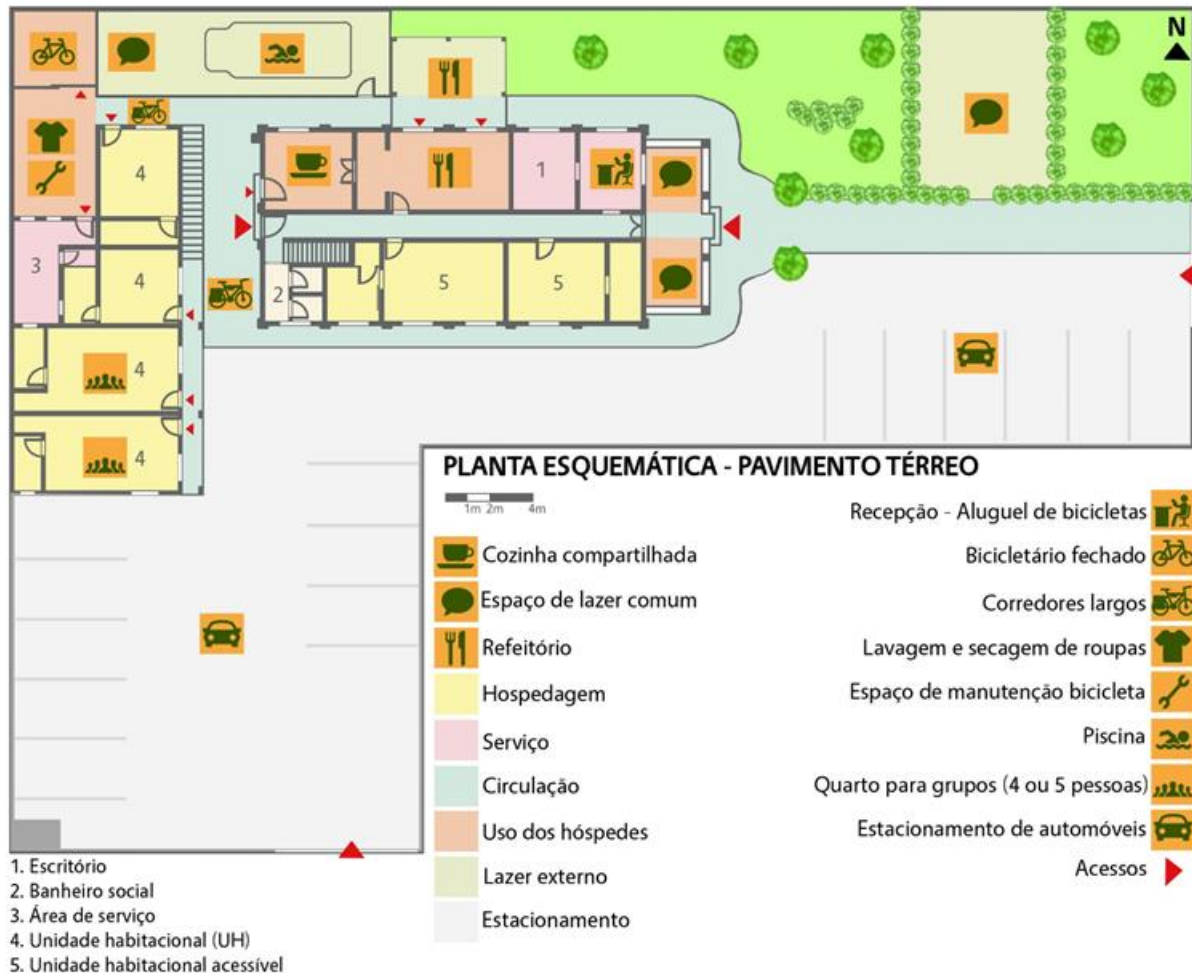 N
4
1
4
3
2
5
5
4
4
PLANTA ESQUEMÁTICA - PAVIMENTO TÉRREO
1m 2m 4m
Cozinha compartilhada
Espaço de lazer comum
Refeitório
Hospedagem
Serviço
Circulação
Uso dos hóspedes
Lazer externo
Estacionamento
Recepção - Aluguel de bicicletas
Bicicletário fechado
Corredores largos
Lavagem e secagem de roupas
Espaço de manutenção bicicleta
Piscina
Quarto para grupos (4 ou 5 pessoas)
Estacionamento de automóveis
Acessos
1. Escritório
2. Banheiro social
3. Área de serviço
4. Unidade habitacional (UH)
5. Unidade habitacional acessível